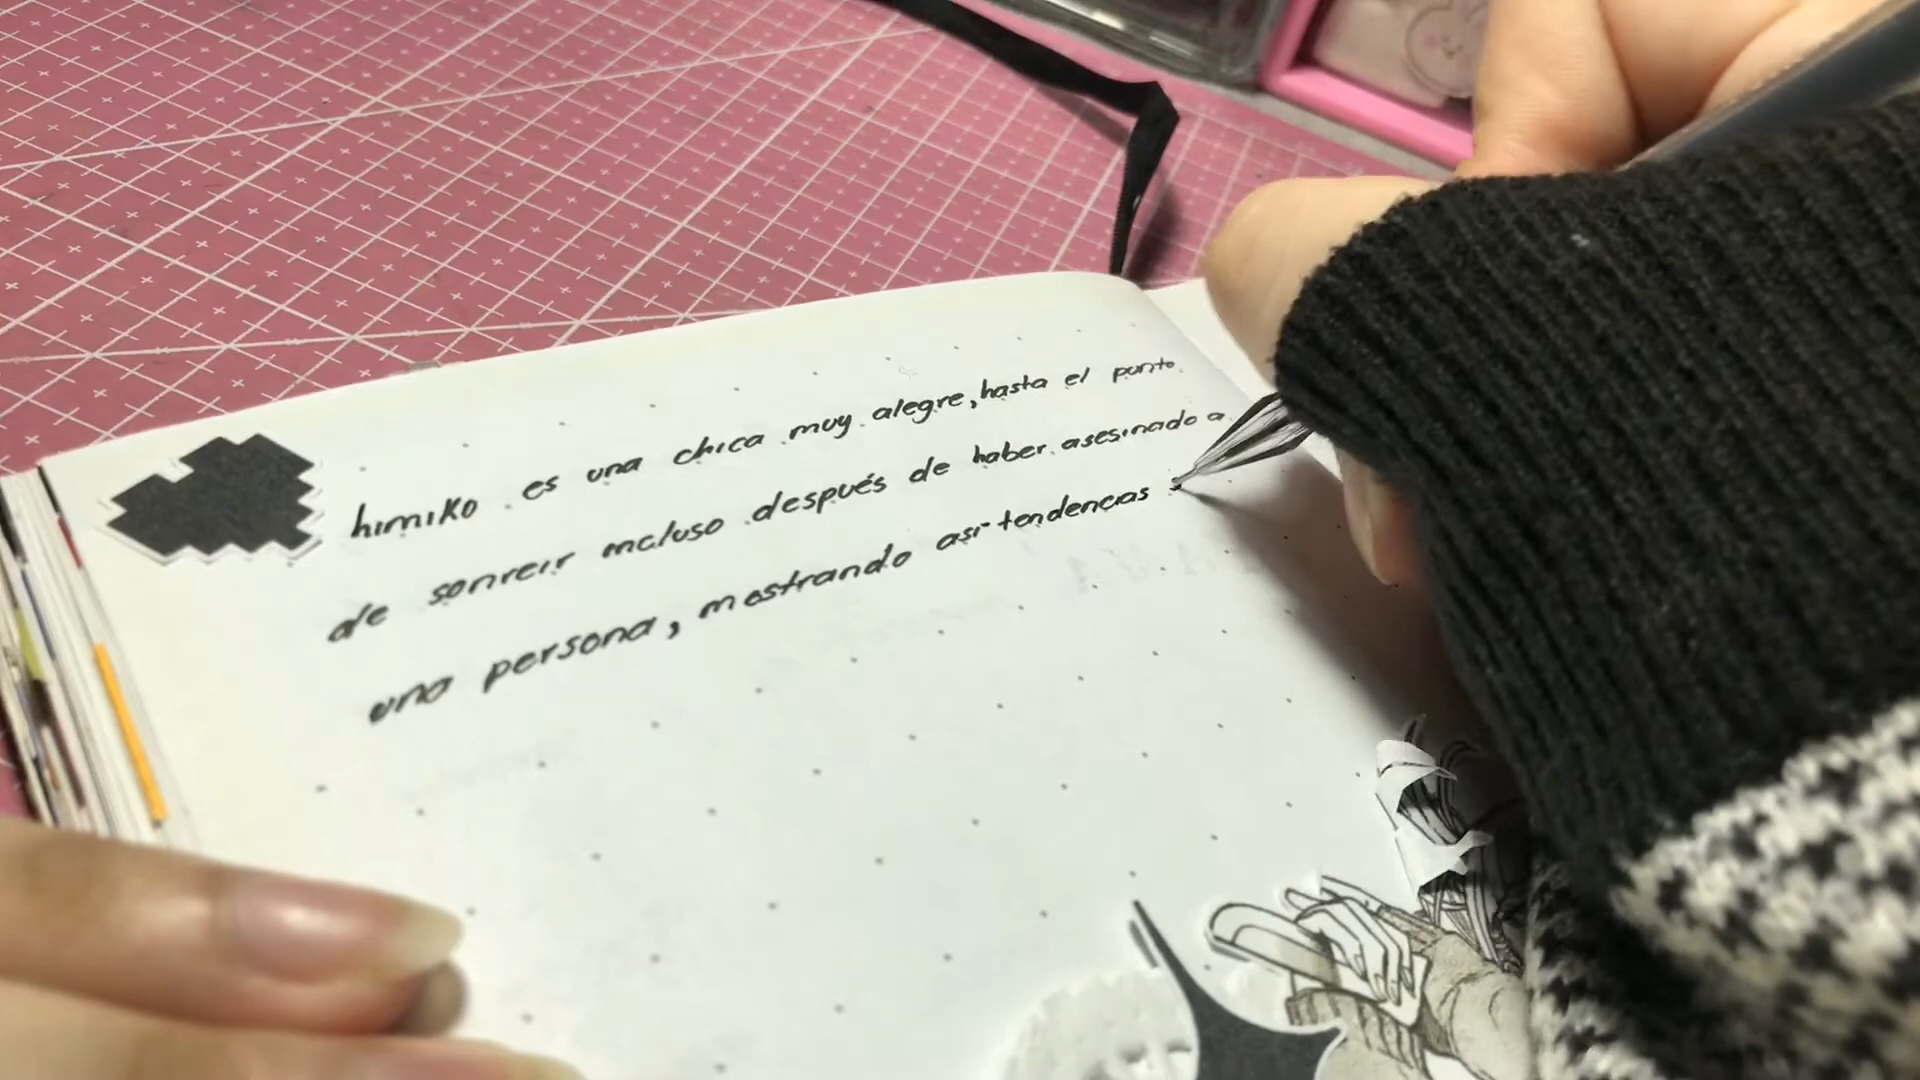 himiko es una chica muy alegre, hasta el punto
de sonreir incluso después de haber asesinado a
una persona, mostrando asi tendencias